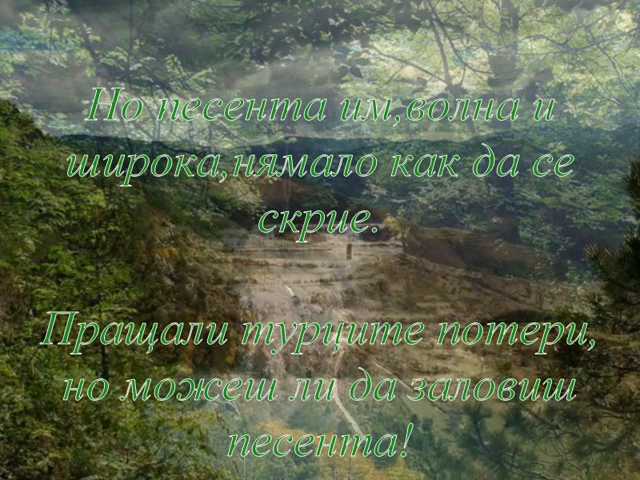 Но песента им,волна и
широка,нямало как да се
скрие.
Пращали турците потери,
но можеш ли да заловиш
песента!